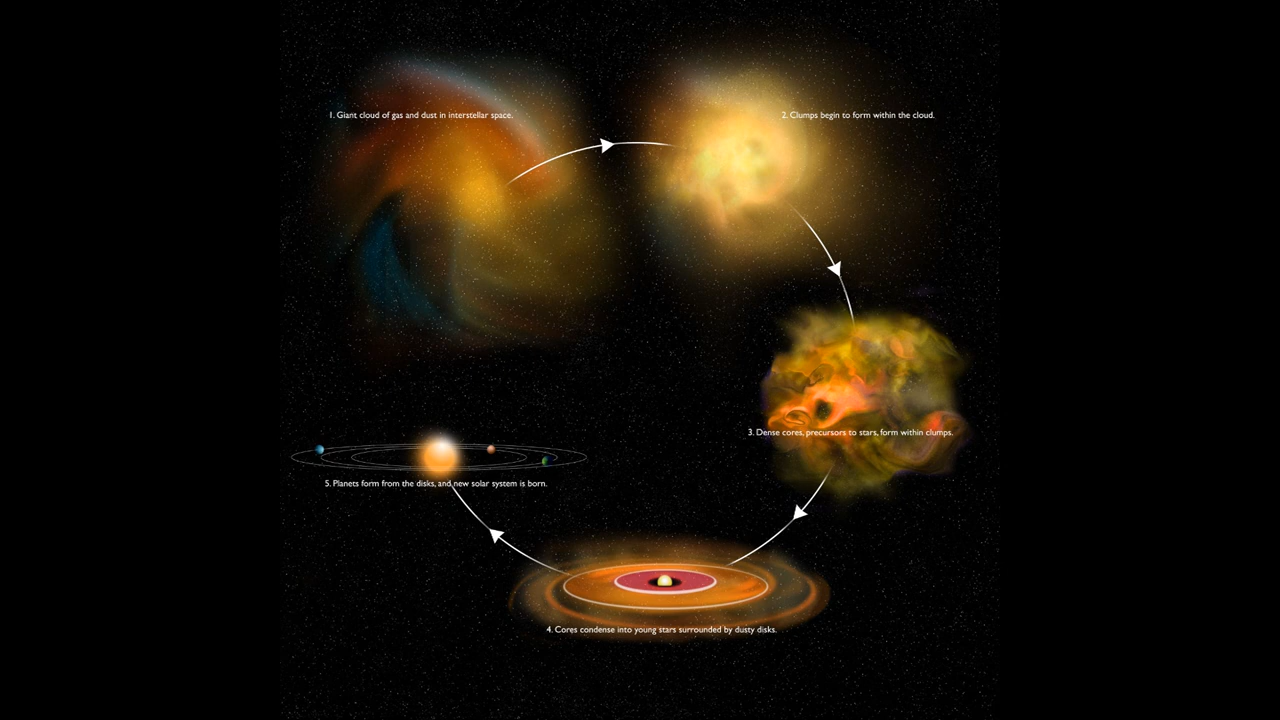 1. Giant cloud of gas and dust in interstellar space.
2. Clumps begin to form within the cloud.
3. Dense cores, precursors to stars, form within clumps.
4. Cores condense into young stars surrounded by dusty disks.
5. Planets form from the disks, and new solar system is born.